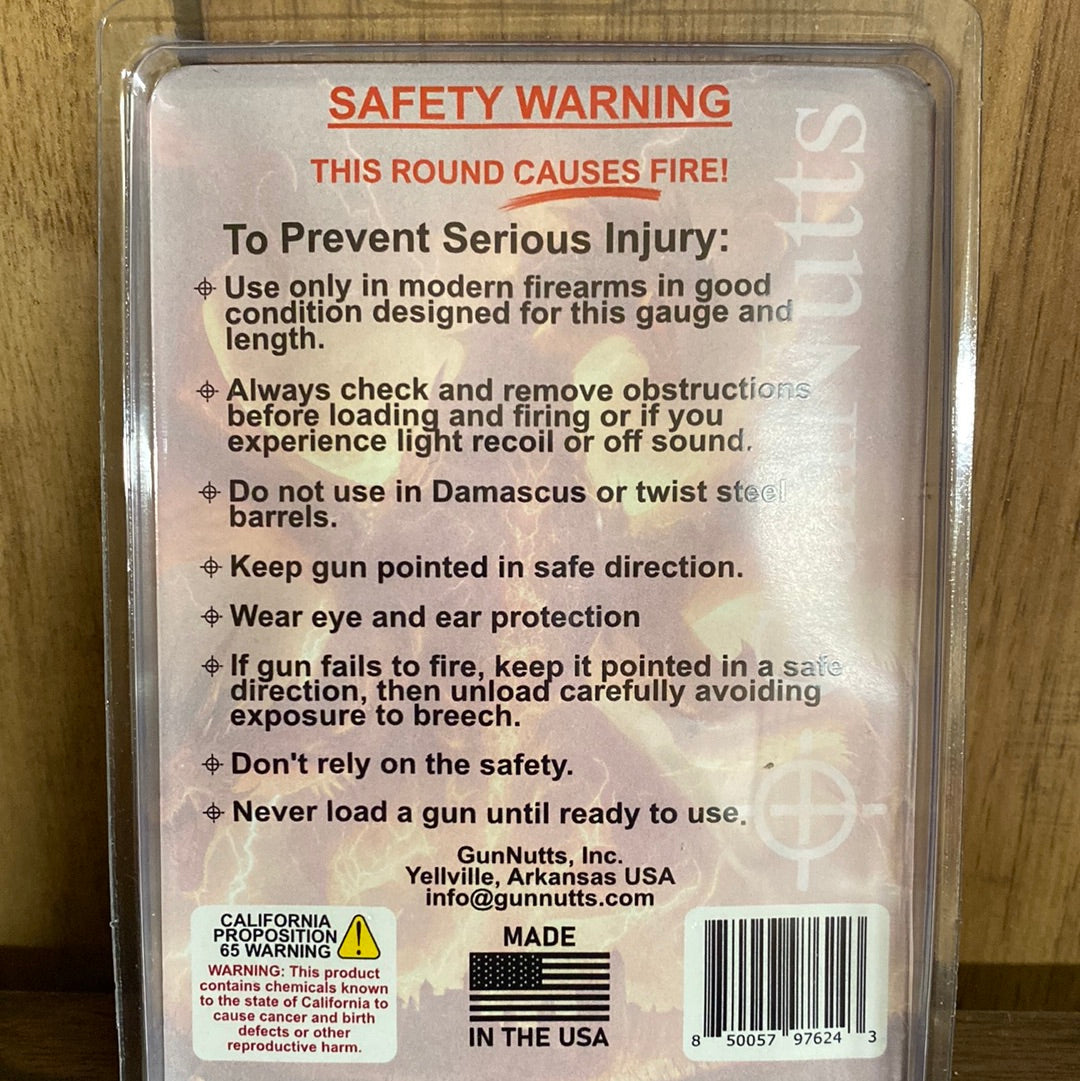 SAFETY WARNING
THIS ROUND CAUSES FIRE!
To Prevent Serious Injury:
Use only in modern firearms in good
condition designed for this gauge and
length.
Always check and remove obstructions
before loading and firing or if you
experience light recoil or off sound.
Do not use in Damascus or twist steel
barrels.
Keep gun pointed in safe direction.
Wear eye and ear protection
If gun fails to fire, keep it pointed in a safe
direction, then unload carefully avoiding
exposure to breech.
Don't rely on the safety.
Never load a gun until ready to use.
GunNutts, Inc.
Yellville, Arkansas USA
info@gunnutts.com
CALIFORNIA
PROPOSITION
65 WARNING
WARNING: This product
contains chemicals known
to the state of California to
cause cancer and birth
defects or other
reproductive harm.
MADE
IN THE USA
8 50057 97624 3
Nutts